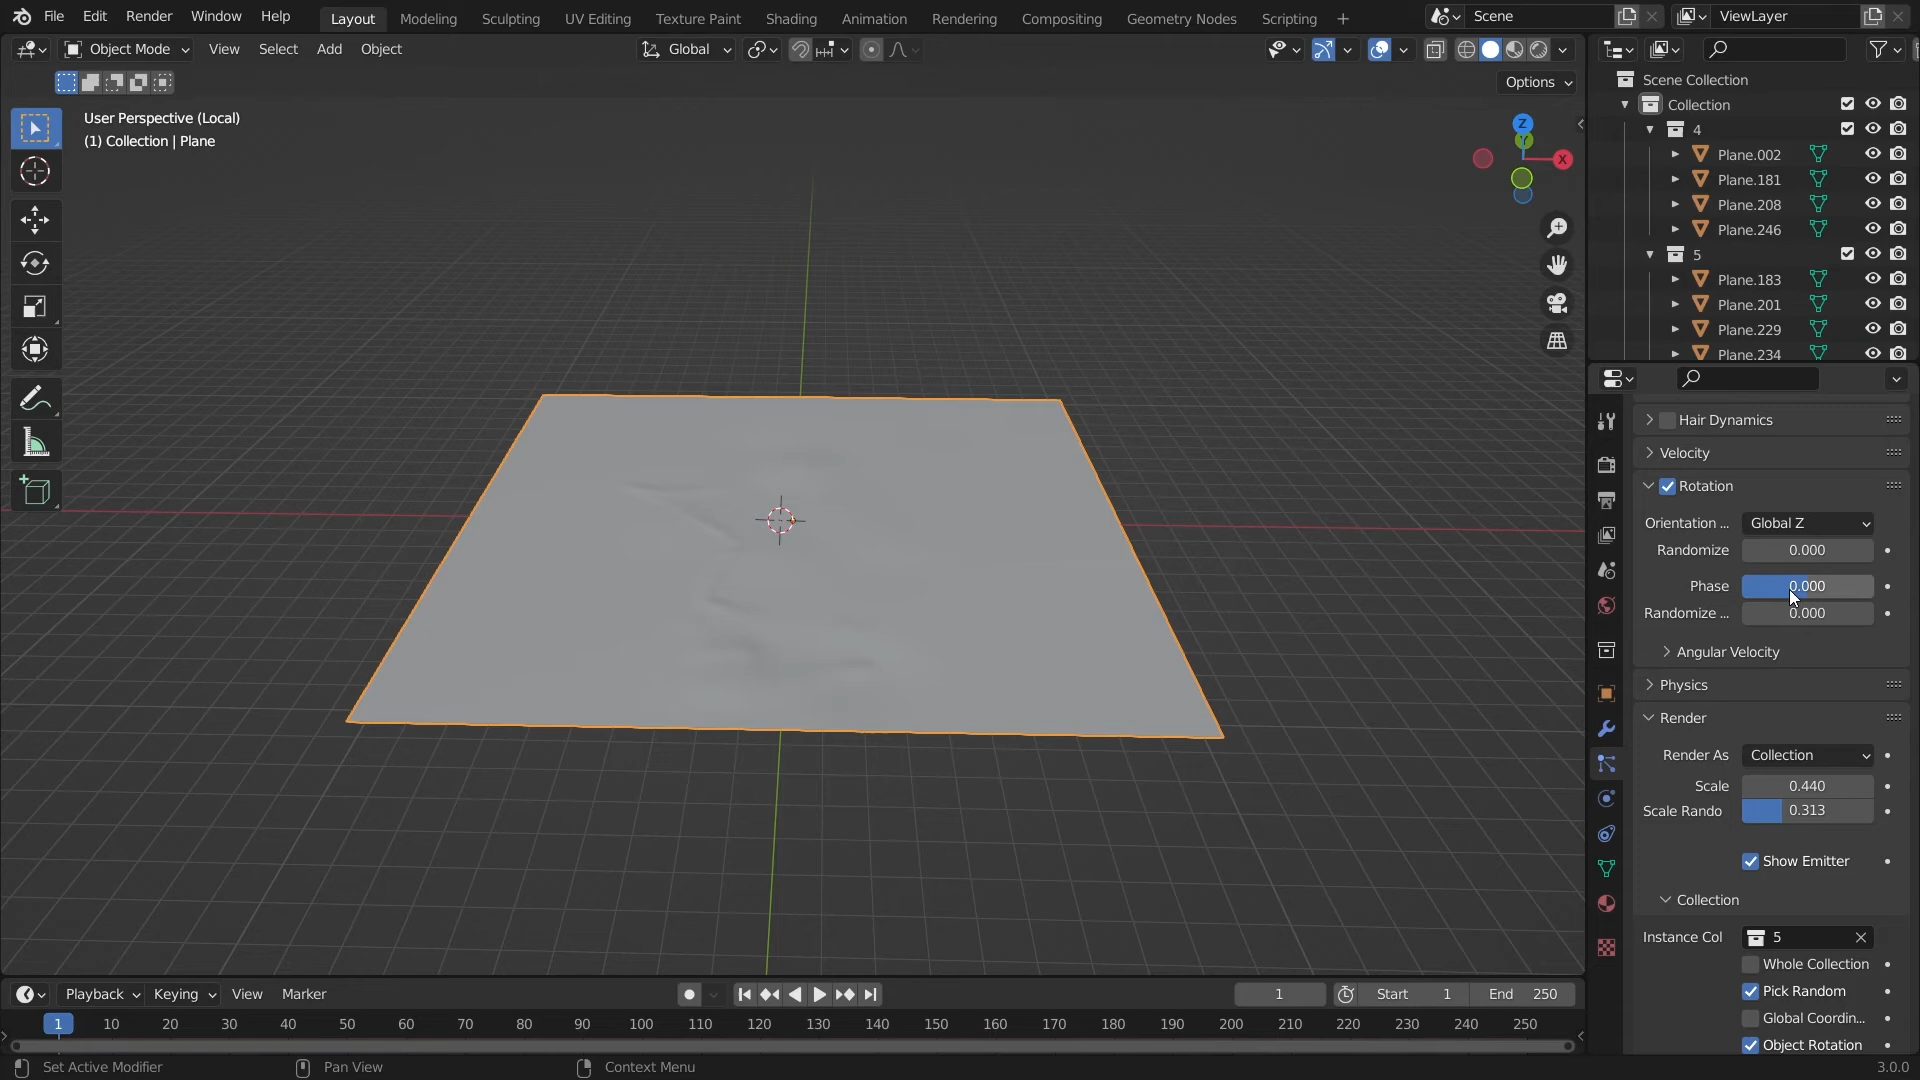 File Edit Render Window Help Layout Modeling Sculpting UV Editing Texture Paint Shading Animation Rendering Compositing Geometry Nodes Scripting + Scene ViewLayer
Object Mode View Select Add Object Global
Options
User Perspective (Local)
(1) Collection | Plane
Z
Y
X
Scene Collection
Collection
4
Plane.002
Plane.181
Plane.208
Plane.246
5
Plane.183
Plane.201
Plane.229
Plane.234
Hair Dynamics
Velocity
Rotation
Orientation ... Global Z
Randomize 0.000
Phase 0.000
Randomize ... 0.000
Angular Velocity
Physics
Render
Render As Collection
Scale 0.440
Scale Rando 0.313
Show Emitter
Collection
Instance Col 5
Whole Collection
Pick Random
Global Coordin...
Object Rotation
Playback Keying View Marker 1 Start 1 End 250
1 10 20 30 40 50 60 70 80 90 100 110 120 130 140 150 160 170 180 190 200 210 220 230 240 250
Set Active Modifier Pan View Context Menu 3.0.0